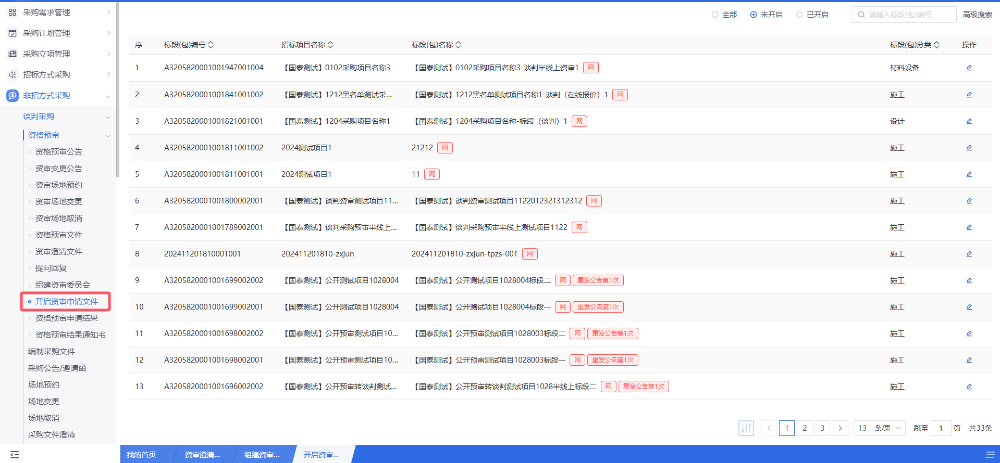 采购需求管理
采购计划管理
采购立项管理
招标方式采购
非招方式采购
谈判采购
资格预审
资格预审公告
资审变更公告
资审场地预约
资审场地变更
资审场地取消
资格预审文件
资审澄清文件
提问回复
组建资审委员会
开启资审申请文件
资格预审申请结果
资格预审结果通知书
编制采购文件
采购公告/邀请函
场地预约
场地变更
场地取消
采购文件澄清
全部 未开启 已开启 请输入标段(包)编号 高级搜索
序 标段(包)编号 招标项目名称 标段(包)名称 标段(包)分类 操作
1 A3205820001001947001004 【国泰测试】0102采购项目名称3 【国泰测试】0102采购项目名称3-谈判半线上资审1 网 材料设备
2 A3205820001001841001002 【国泰测试】1212黑名单测试采... 【国泰测试】1212黑名单测试项目名称1-谈判（在线报价）1 网 施工
3 A3205820001001821001001 【国泰测试】1204采购项目名称1 【国泰测试】1204采购项目名称-标段（谈判）1 网 设计
4 A3205820001001811001002 2024测试项目1 21212 网 施工
5 A3205820001001811001001 2024测试项目1 11 网 施工
6 A3205820001001800002001 【国泰测试】谈判资审测试项目11... 【国泰测试】谈判资审测试项目1122012321312312 网 施工
7 A3205820001001789002001 【国泰测试】谈判采购预审半线上... 【国泰测试】谈判采购预审半线上测试项目1122 网 施工
8 202411201810001001 202411201810-zxjun 202411201810-zxjun-tpzs-001 网 施工
9 A3205820001001699002002 【国泰测试】公开测试项目1028004 【国泰测试】公开测试项目1028004标段二 网 重发公告第1次 施工
10 A3205820001001699002001 【国泰测试】公开测试项目1028004 【国泰测试】公开测试项目1028004标段一 网 重发公告第1次 施工
11 A3205820001001698002002 【国泰测试】公开预审测试项目10... 【国泰测试】公开预审测试项目1028003标段二 网 重发公告第1次 施工
12 A3205820001001698002001 【国泰测试】公开预审测试项目10... 【国泰测试】公开预审测试项目1028003标段一 网 重发公告第1次 施工
13 A3205820001001696002002 【国泰测试】公开预审转谈判测试... 【国泰测试】公开预审转谈判测试项目1028半线上标段二 网 重发公告第1次 施工
1 2 3 13 条/页 跳至 1 页 共33条
我的首页 资审澄清... 组建资审... 开启资审...